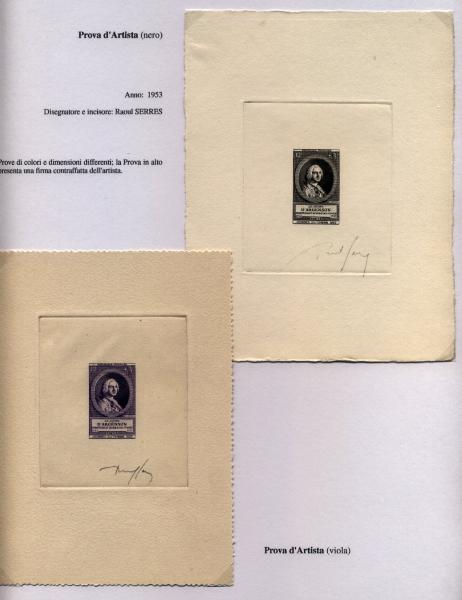 Prova d'Artista (nero)
Anno: 1953
Disegnatore e incisore: Raoul SERRES
Prove di colori e dimensioni differenti; la Prova in alto
presenta una firma contraffatta dell'artista.
D'ARGENSON
D'ARGENSON
Prova d'Artista (viola)